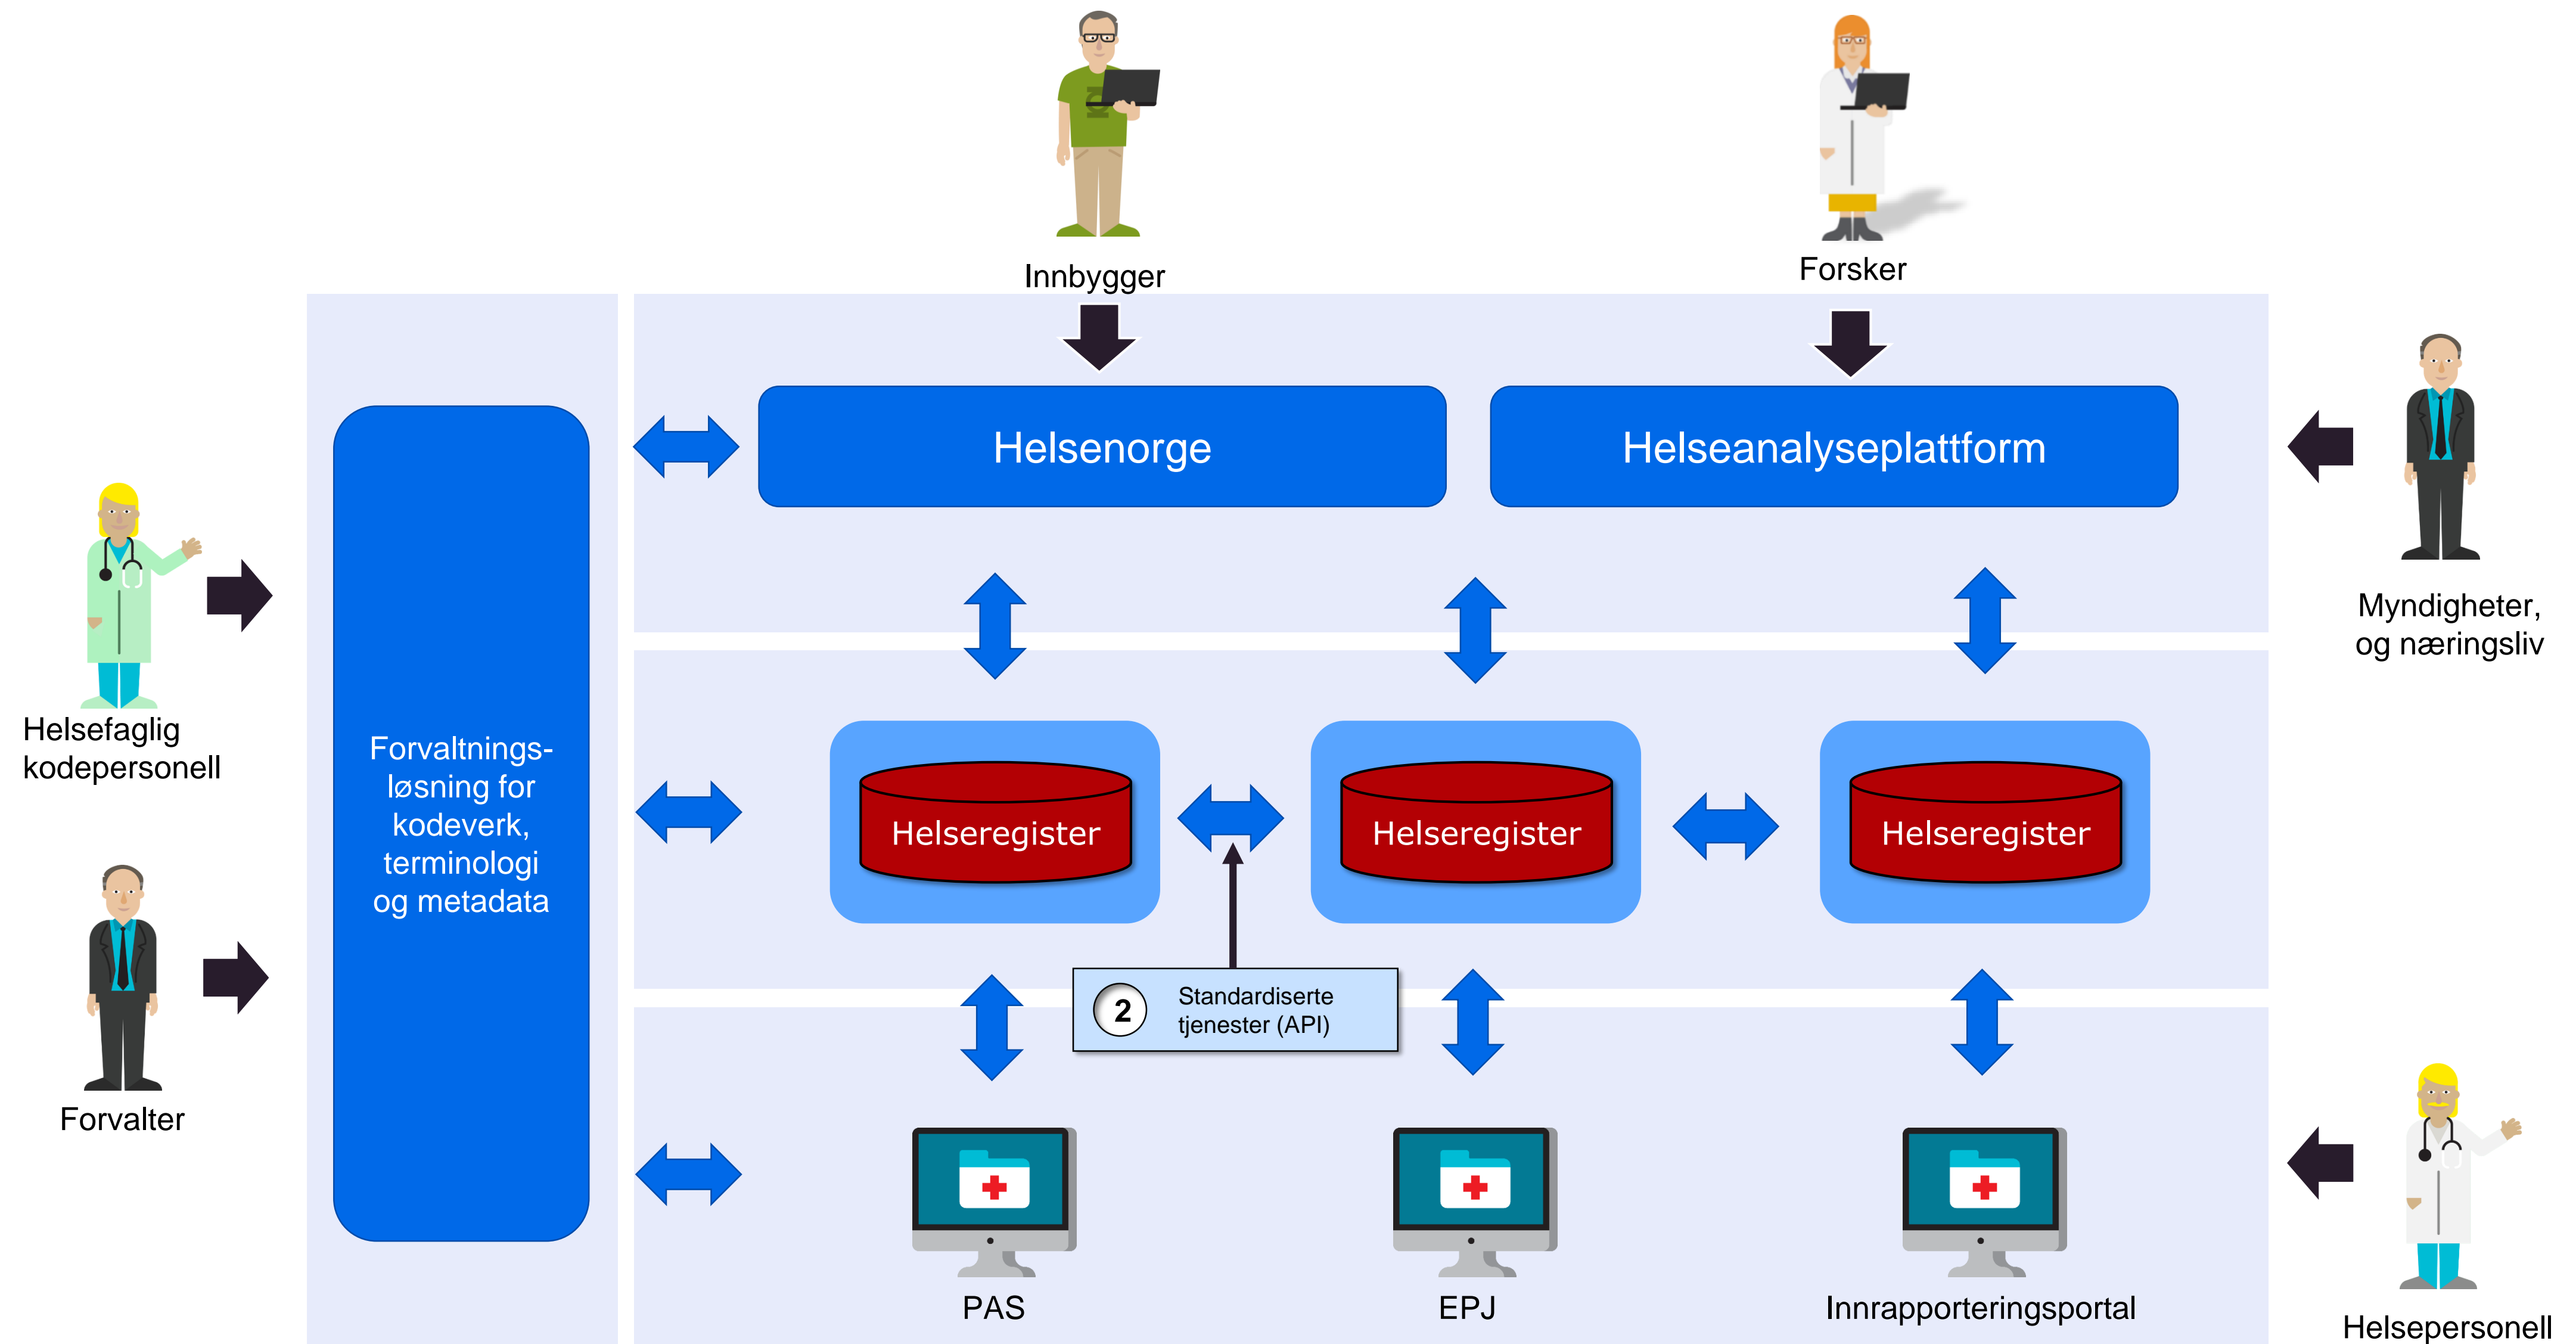 Innbygger
Forsker
Helsenorge
Helseanalyseplattform
Myndigheter,
og næringsliv
Helsefaglig
kodepersonell
Forvaltnings-
løsning for
kodeverk,
terminologi
og metadata
Helseregister
Helseregister
Helseregister
Forvalter
2
Standardiserte
tjenester (API)
PAS
EPJ
Innrapporteringsportal
Helsepersonell